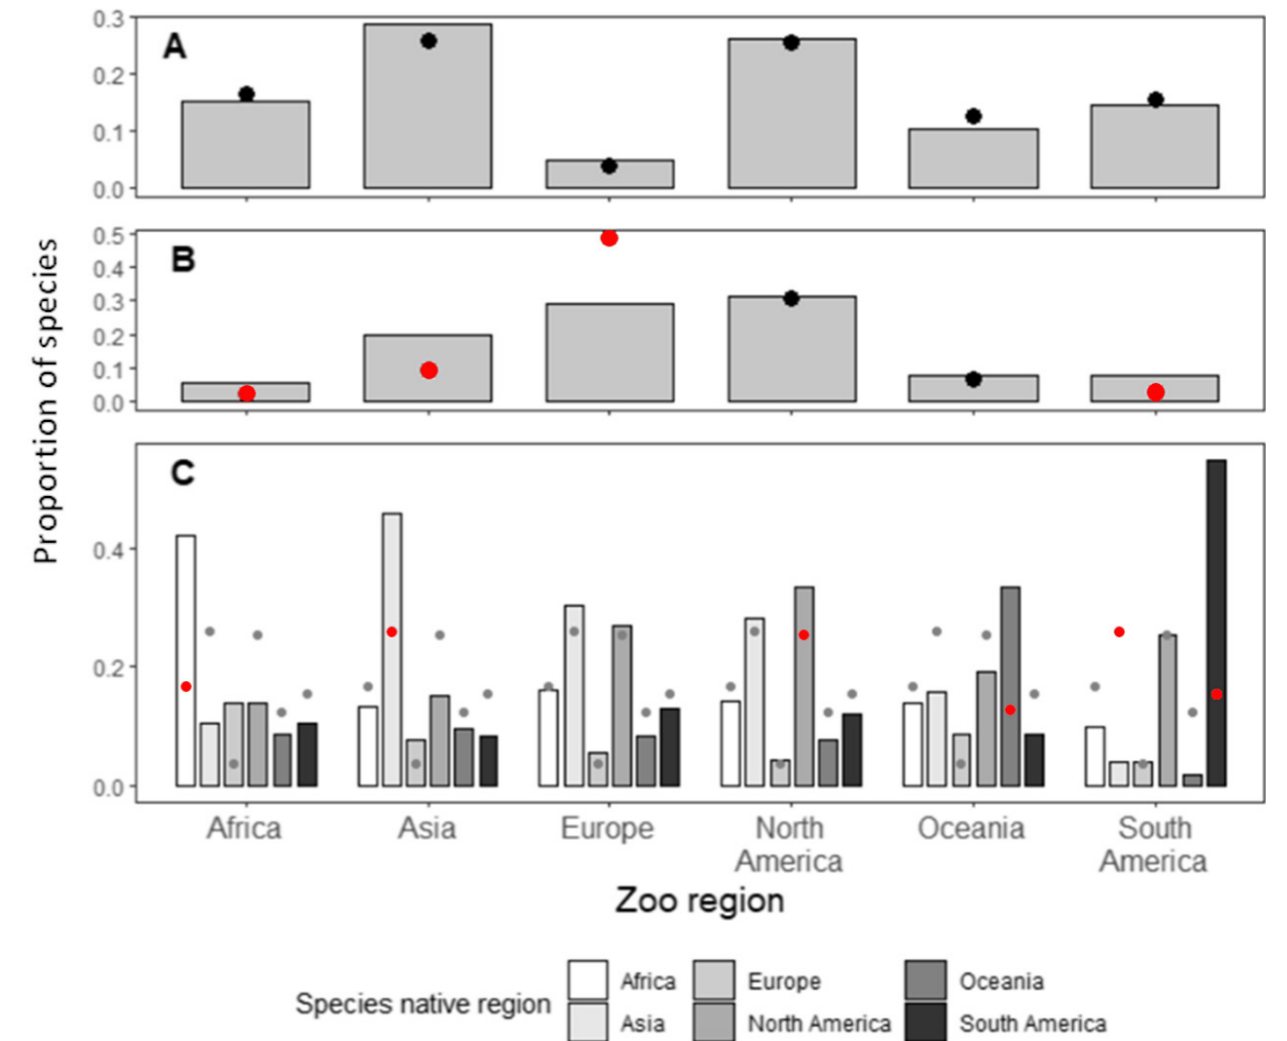 A
0.3
0.2
0.1
0.0
B
0.5
0.4
0.3
0.2
0.1
0.0
Proportion of species
C
0.4
0.2
0.0
Africa Asia Europe North America Oceania South America
Zoo region
Species native region
Africa Europe Oceania
Asia North America South America